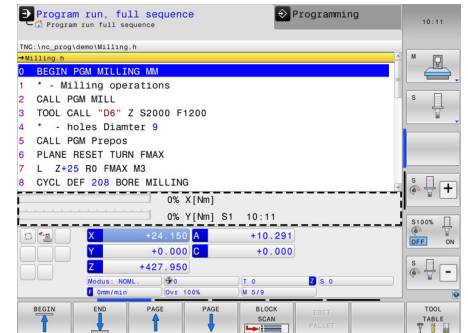 Program run, full sequence
Programming
Program run full sequence
10:11
TNC:\nc_prog\demo\Milling.h
→Milling.h
0 BEGIN PGM MILLING MM
1 * - Milling operations
2 CALL PGM MILL
3 TOOL CALL "D6" Z S2000 F1200
4 * - holes Diamter 9
5 CALL PGM Prepos
6 PLANE RESET TURN FMAX
7 L Z+25 R0 FMAX M3
8 CYCL DEF 208 BORE MILLING
0% X[Nm]
0% Y[Nm] S1 10:11
X +24.150 A +10.291
Y +0.000 C +0.000
Z +427.950
Modus: NOML. 0 T 0 Z S 0
F 0mm/min Ovr 100% M 5/9
M
S
S
S100%
OFF ON
S
BEGIN
END
PAGE
PAGE
BLOCK SCAN
EDIT PALLET
TOOL TABLE